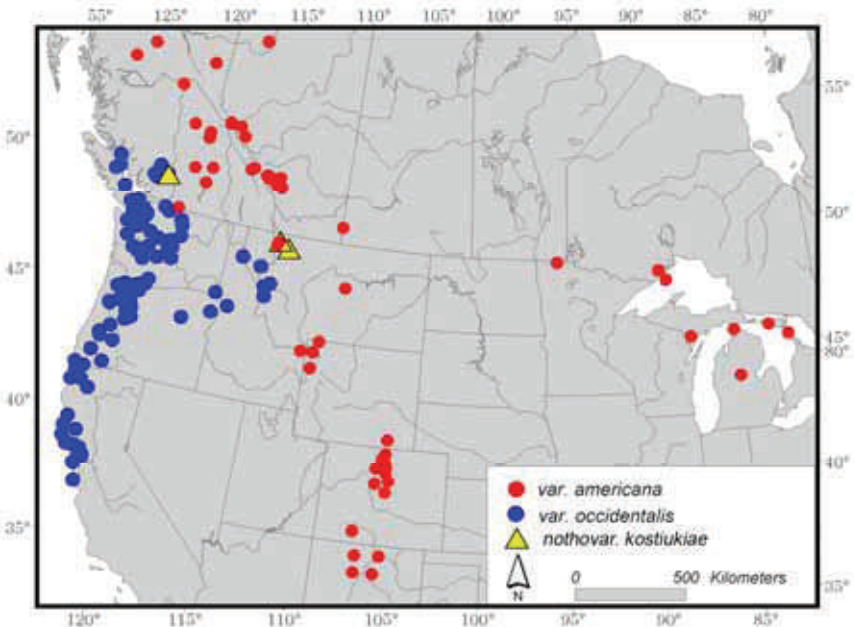 55° 125° 120° 115° 110° 105° 100° 95° 90° 85° 80°
55°
50°
50°
45°
45°
80°
40°
40°
35°
35°
var. americana
var. occidentalis
nothovar. kostiukiae
N
0 500 Kilometers
120° 115° 110° 105° 100° 95° 90° 85°